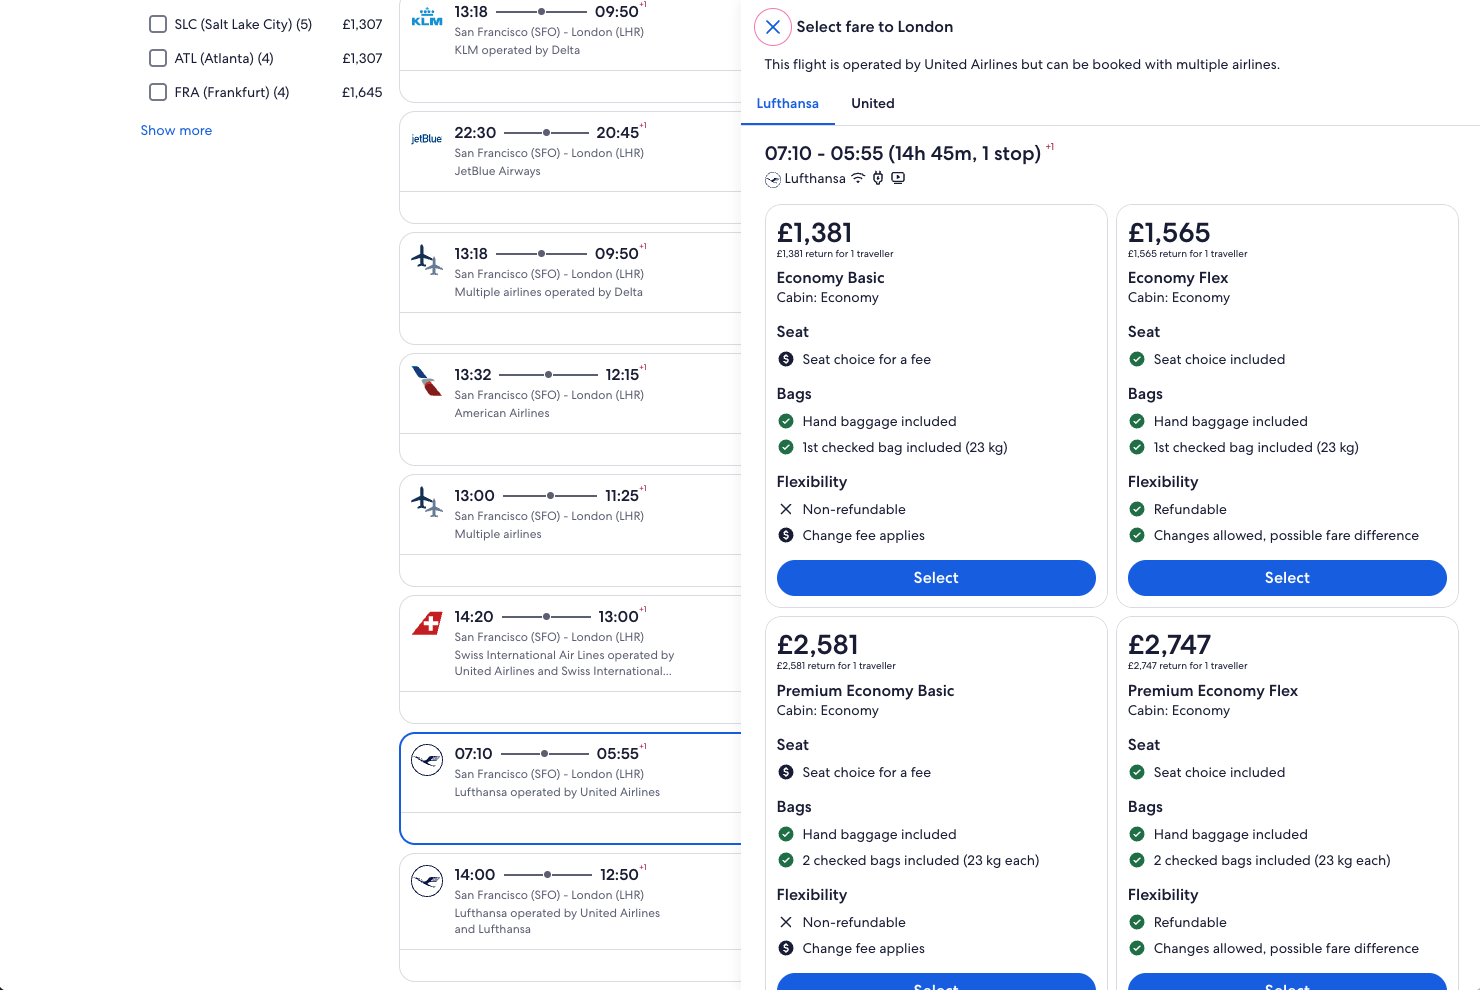 SLC (Salt Lake City) (5) £1,307
ATL (Atlanta) (4) £1,307
FRA (Frankfurt) (4) £1,645
Show more
KLM
13:18 09:50 +1
San Francisco (SFO) - London (LHR)
KLM operated by Delta
jetBlue
22:30 20:45 +1
San Francisco (SFO) - London (LHR)
JetBlue Airways
13:18 09:50 +1
San Francisco (SFO) - London (LHR)
Multiple airlines operated by Delta
13:32 12:15 +1
San Francisco (SFO) - London (LHR)
American Airlines
13:00 11:25 +1
San Francisco (SFO) - London (LHR)
Multiple airlines
14:20 13:00 +1
San Francisco (SFO) - London (LHR)
Swiss International Air Lines operated by
United Airlines and Swiss International...
07:10 05:55 +1
San Francisco (SFO) - London (LHR)
Lufthansa operated by United Airlines
14:00 12:50 +1
San Francisco (SFO) - London (LHR)
Lufthansa operated by United Airlines
and Lufthansa
Select fare to London
This flight is operated by United Airlines but can be booked with multiple airlines.
Lufthansa United
07:10 - 05:55 (14h 45m, 1 stop) +1
Lufthansa
£1,381
£1,381 return for 1 traveller
Economy Basic
Cabin: Economy
Seat
Seat choice for a fee
Bags
Hand baggage included
1st checked bag included (23 kg)
Flexibility
Non-refundable
Change fee applies
Select
£1,565
£1,565 return for 1 traveller
Economy Flex
Cabin: Economy
Seat
Seat choice included
Bags
Hand baggage included
1st checked bag included (23 kg)
Flexibility
Refundable
Changes allowed, possible fare difference
Select
£2,581
£2,581 return for 1 traveller
Premium Economy Basic
Cabin: Economy
Seat
Seat choice for a fee
Bags
Hand baggage included
2 checked bags included (23 kg each)
Flexibility
Non-refundable
Change fee applies
Select
£2,747
£2,747 return for 1 traveller
Premium Economy Flex
Cabin: Economy
Seat
Seat choice included
Bags
Hand baggage included
2 checked bags included (23 kg each)
Flexibility
Refundable
Changes allowed, possible fare difference
Select